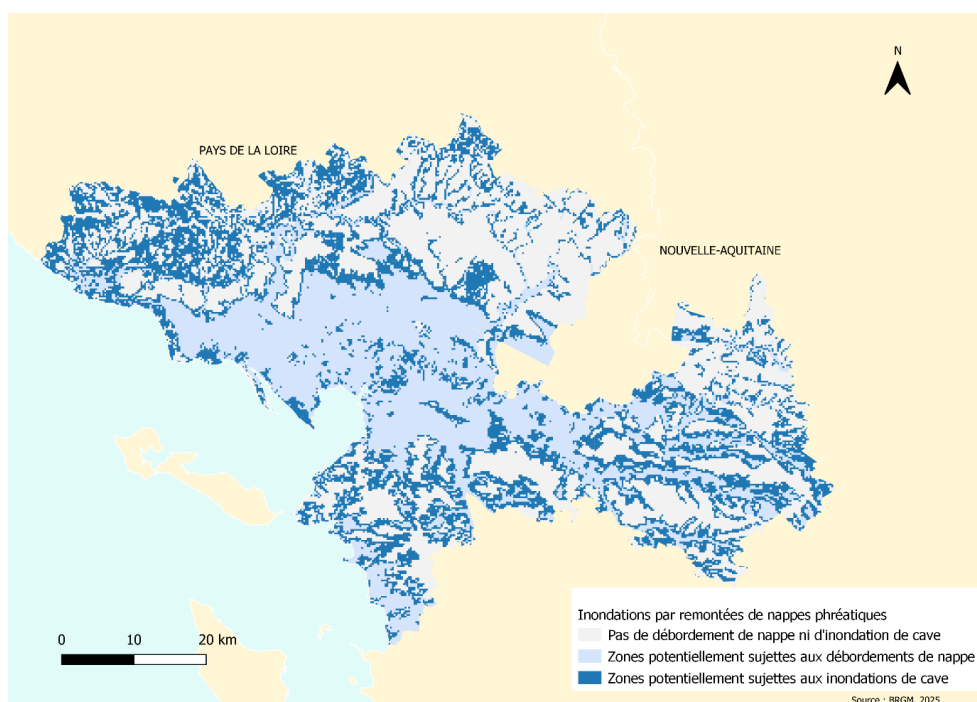 N
PAYS DE LA LOIRE
NOUVELLE-AQUITAINE
Inondations par remontées de nappes phréatiques
Pas de débordement de nappe ni d'inondation de cave
Zones potentiellement sujettes aux débordements de nappe
Zones potentiellement sujettes aux inondations de cave
0 10 20 km
Source : BRGM, 2025